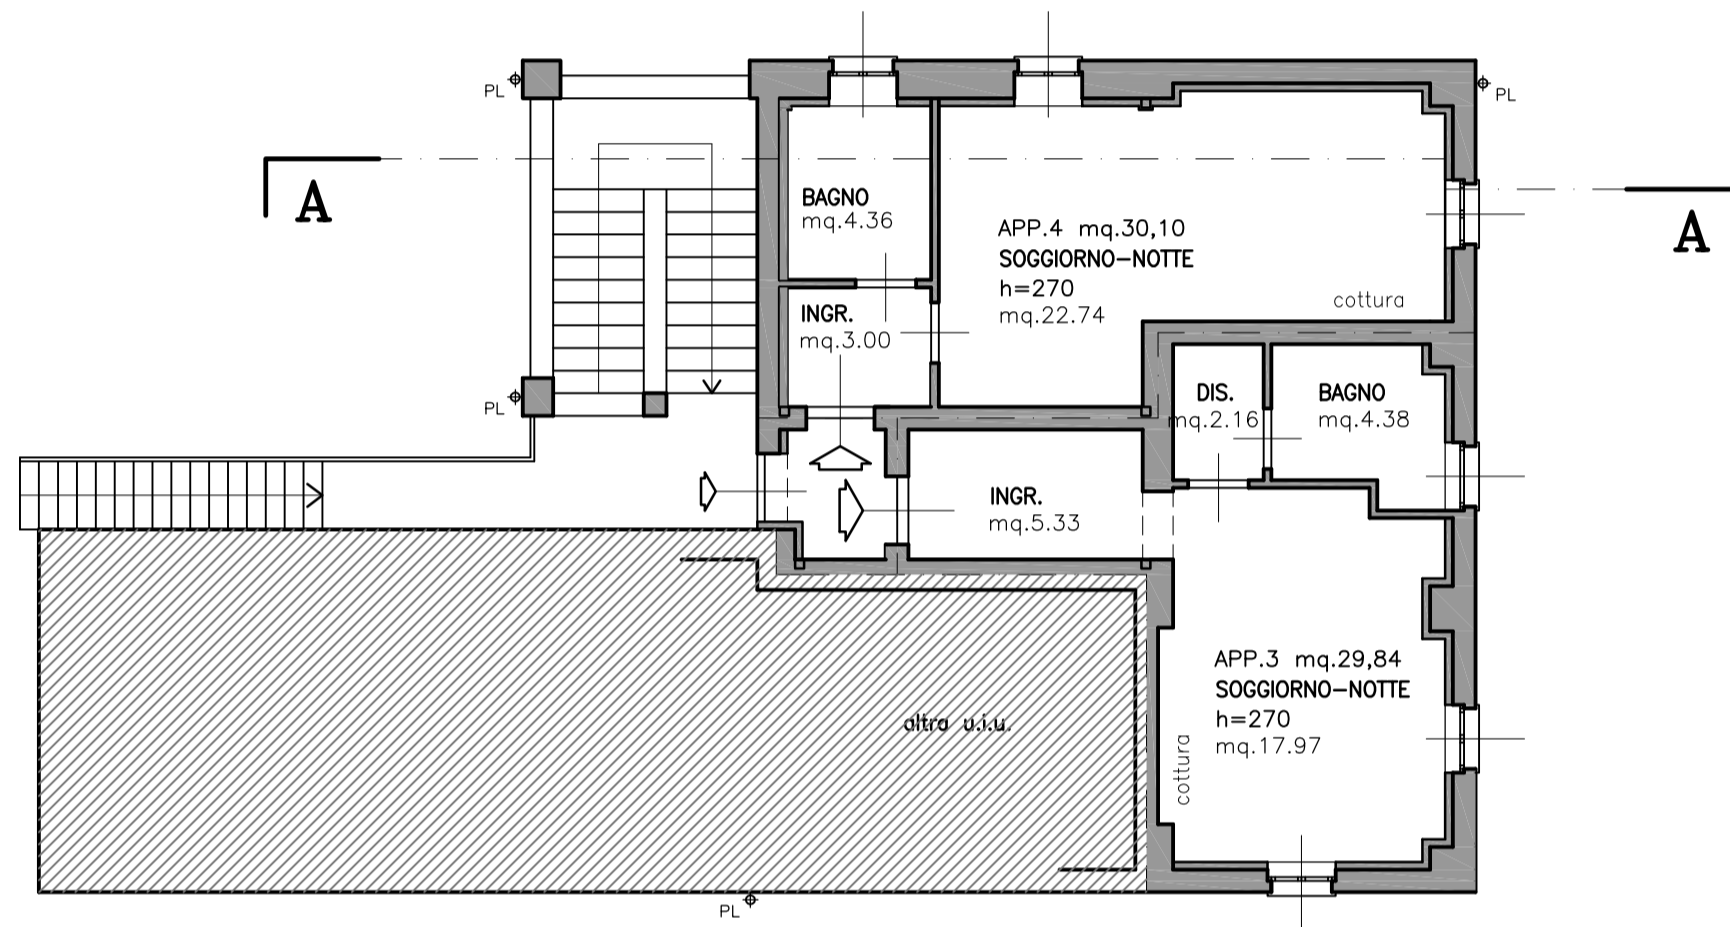 PL
PL
A
BAGNO
mq.4.36
APP.4 mq.30,10
SOGGIORNO-NOTTE
h=270
mq.22.74
A
cottura
INGR.
mq.3.00
PL
DIS.
mq.2.16
BAGNO
mq.4.38
INGR.
mq.5.33
APP.3 mq.29,84
SOGGIORNO-NOTTE
h=270
mq.17.97
altra u.i.u.
cottura
PL